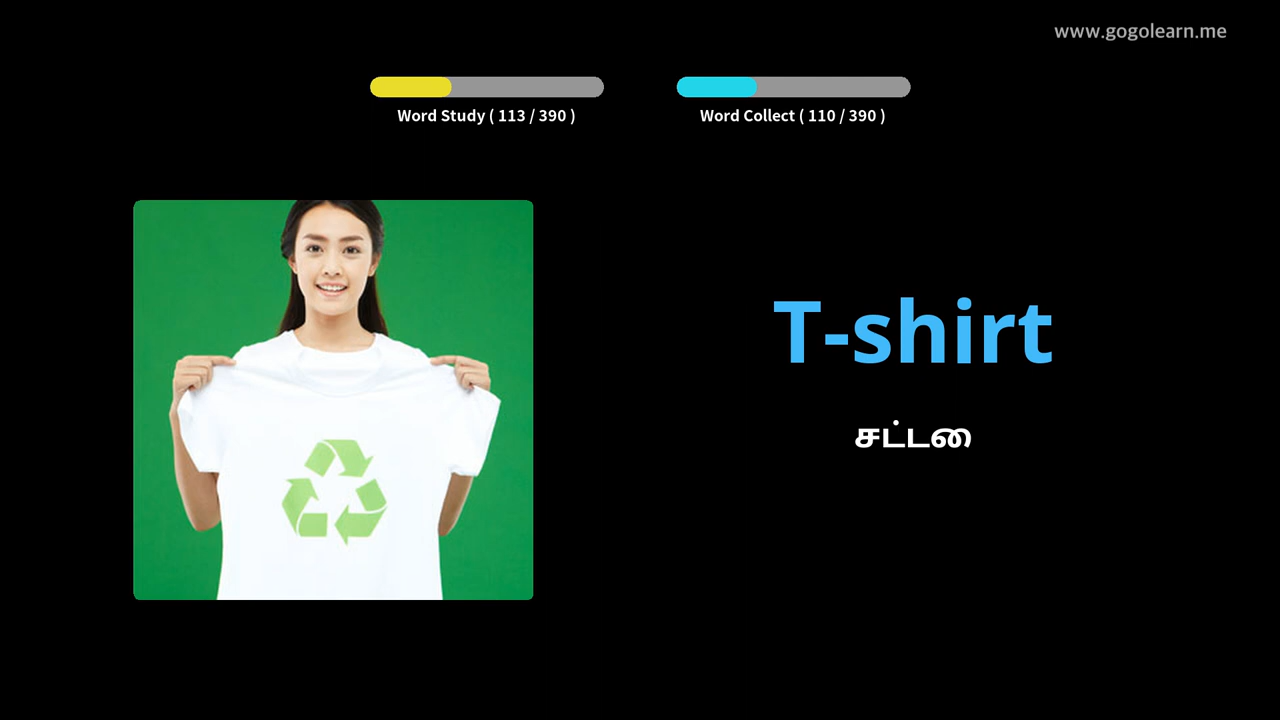 www.gogolearn.me
Word Study ( 113 / 390 )
Word Collect ( 110 / 390 )
T-shirt
சட்டை